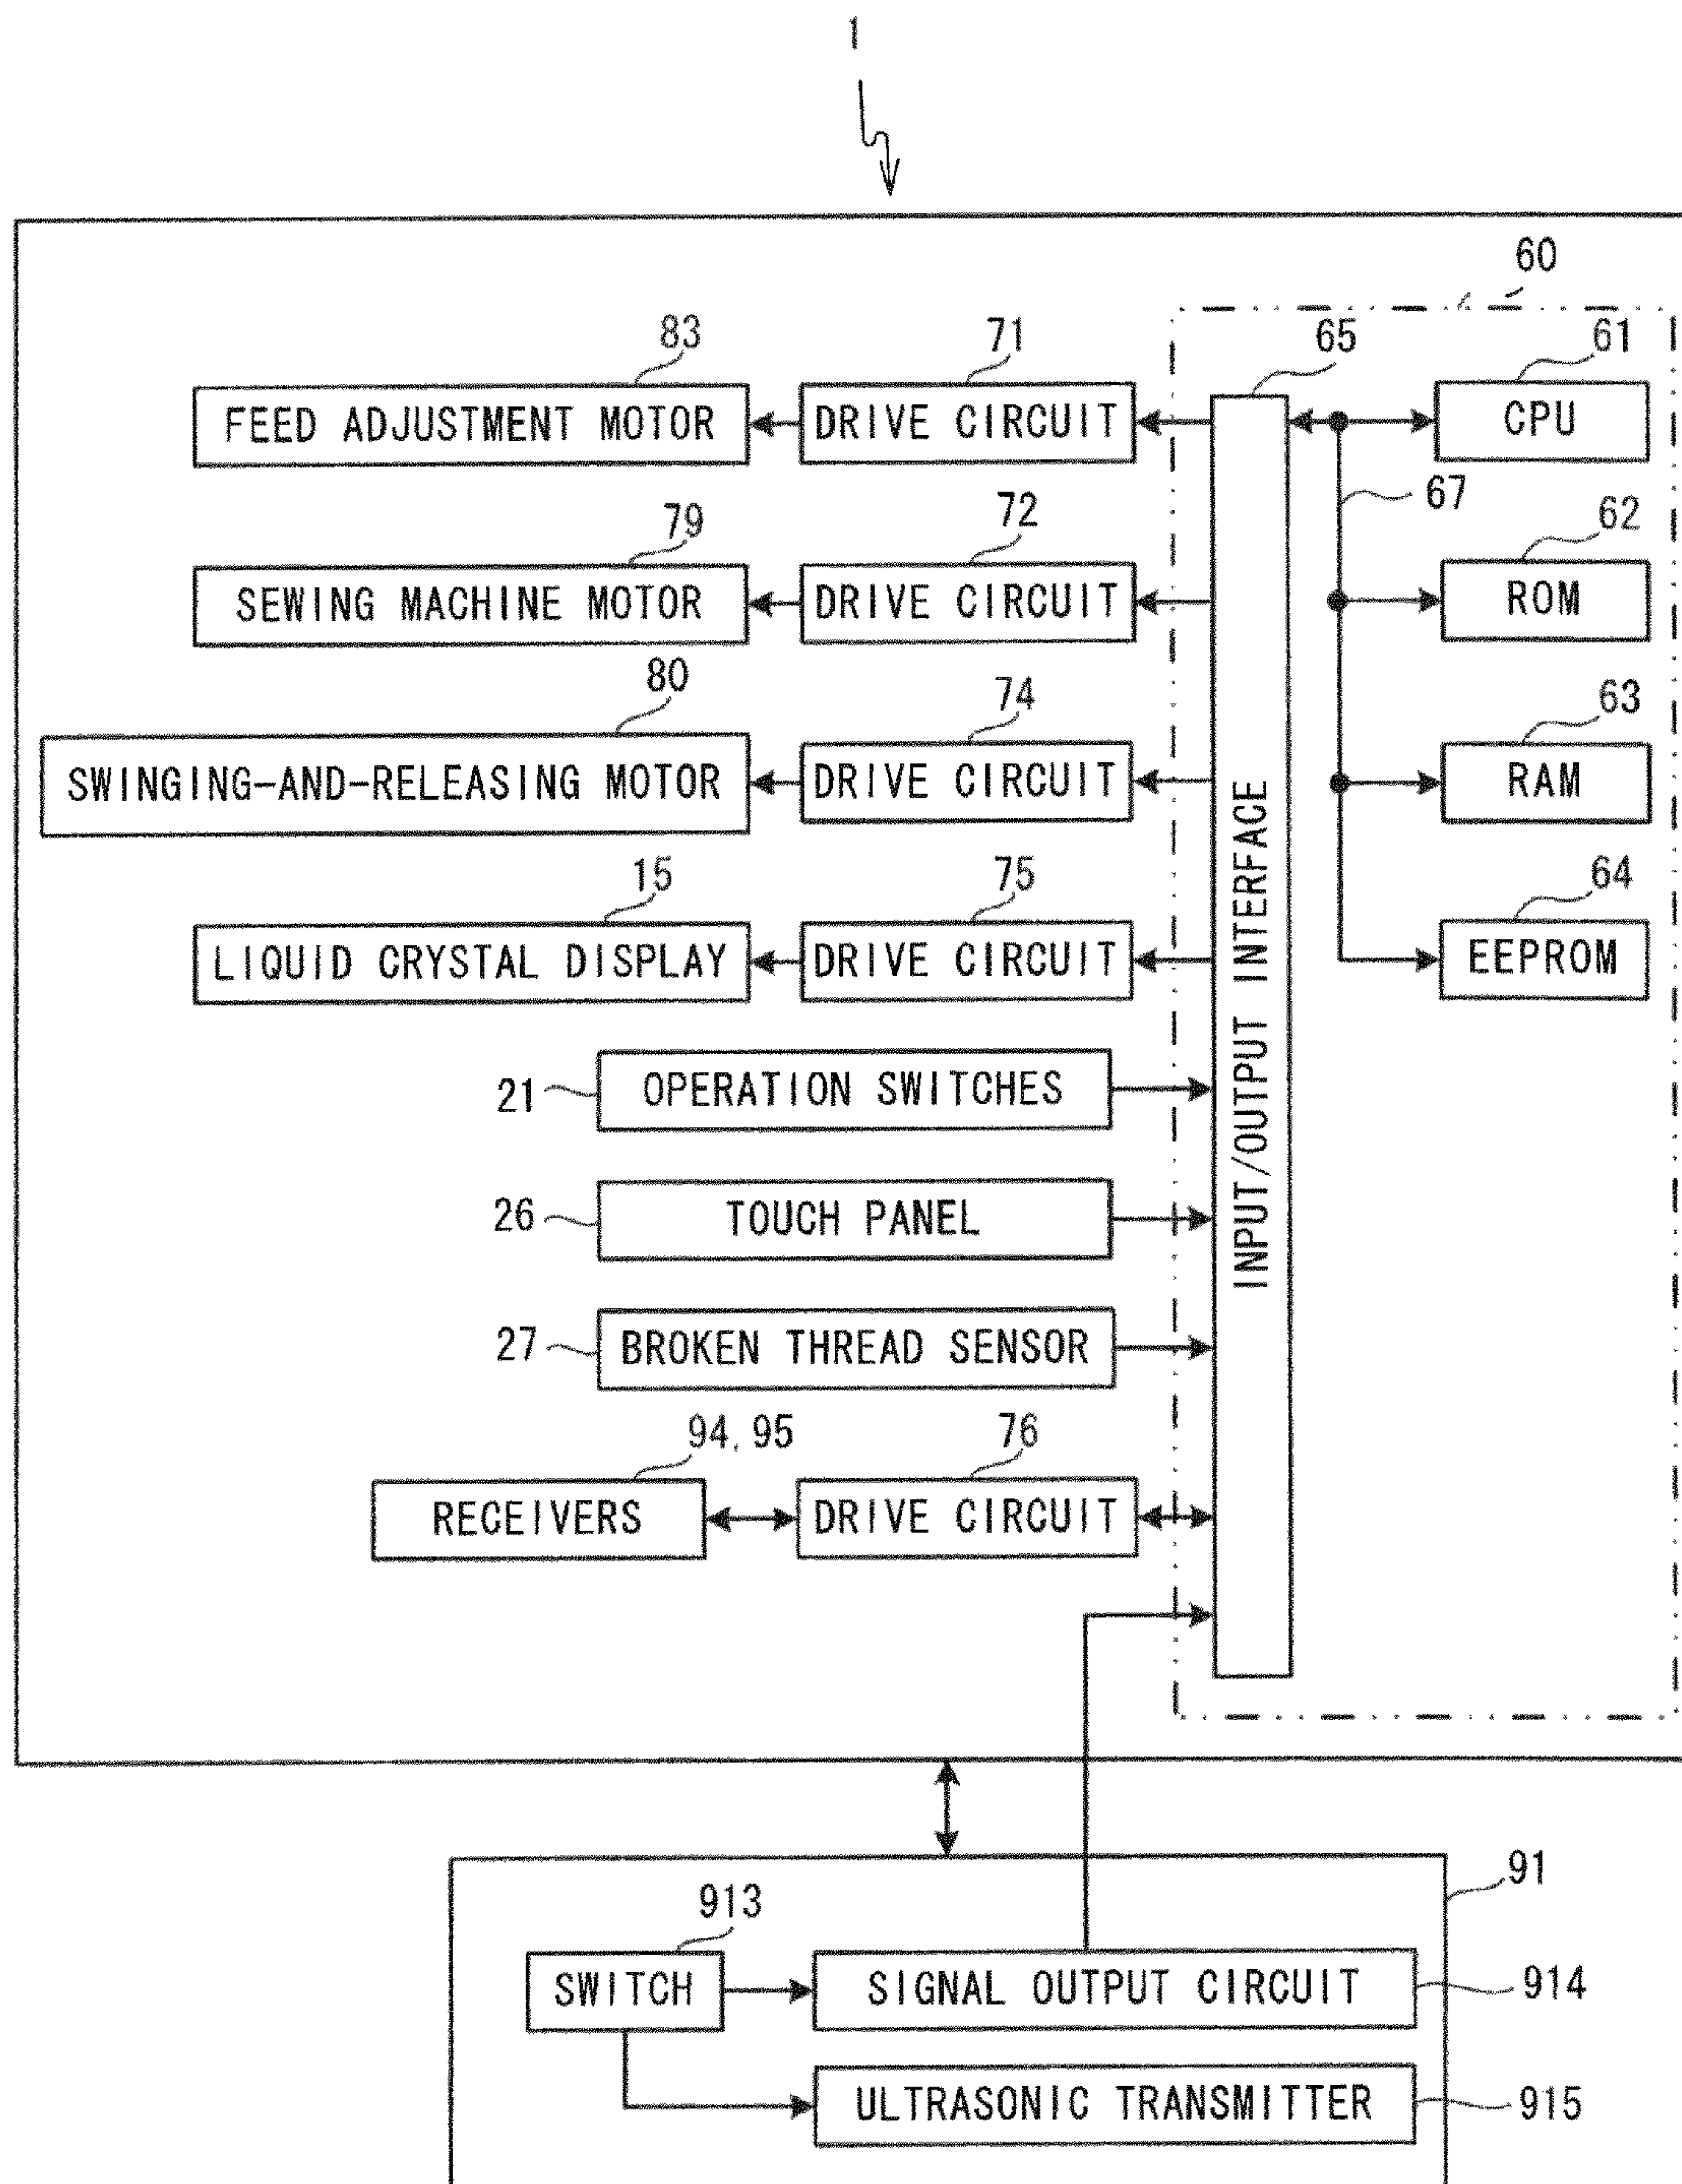 1
60
83 71 65 61
FEED ADJUSTMENT MOTOR DRIVE CIRCUIT CPU
67
79 72 62
SEWING MACHINE MOTOR DRIVE CIRCUIT ROM
80 74 63
SWINGING-AND-RELEASING MOTOR DRIVE CIRCUIT RAM
15 75 64
LIQUID CRYSTAL DISPLAY DRIVE CIRCUIT EEPROM
INPUT/OUTPUT INTERFACE
21 OPERATION SWITCHES
26 TOUCH PANEL
27 BROKEN THREAD SENSOR
94, 95 76
RECEIVERS DRIVE CIRCUIT
91
913
SWITCH SIGNAL OUTPUT CIRCUIT 914
ULTRASONIC TRANSMITTER 915